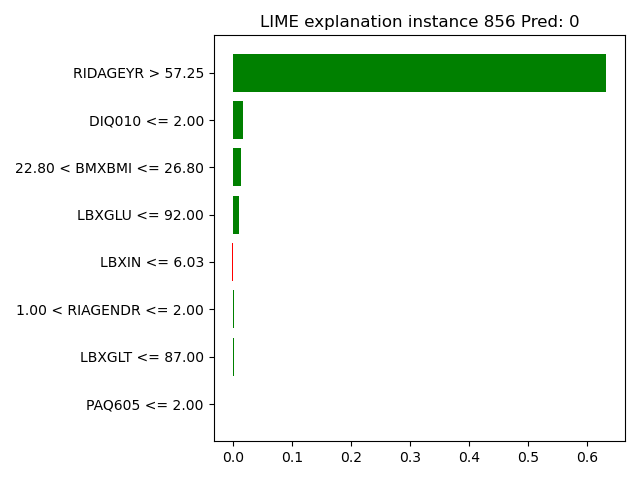 LIME explanation instance 856 Pred: 0
RIDAGEYR > 57.25
DIQ010 <= 2.00
22.80 < BMXBMI <= 26.80
LBXGLU <= 92.00
LBXIN <= 6.03
1.00 < RIAGENDR <= 2.00
LBXGLT <= 87.00
PAQ605 <= 2.00
0.0 0.1 0.2 0.3 0.4 0.5 0.6